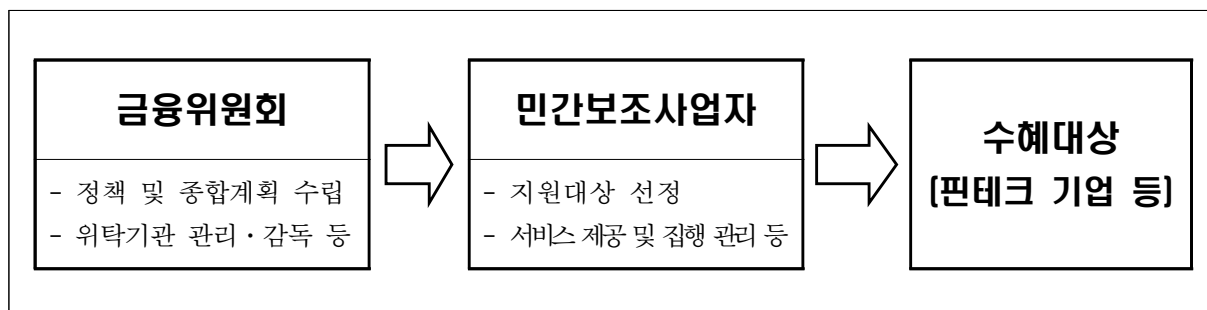 금융위원회
- 정책 및 종합계획 수립
- 위탁기관 관리·감독 등
민간보조사업자
- 지원대상 선정
- 서비스 제공 및 집행 관리 등
수혜대상
(핀테크 기업 등)